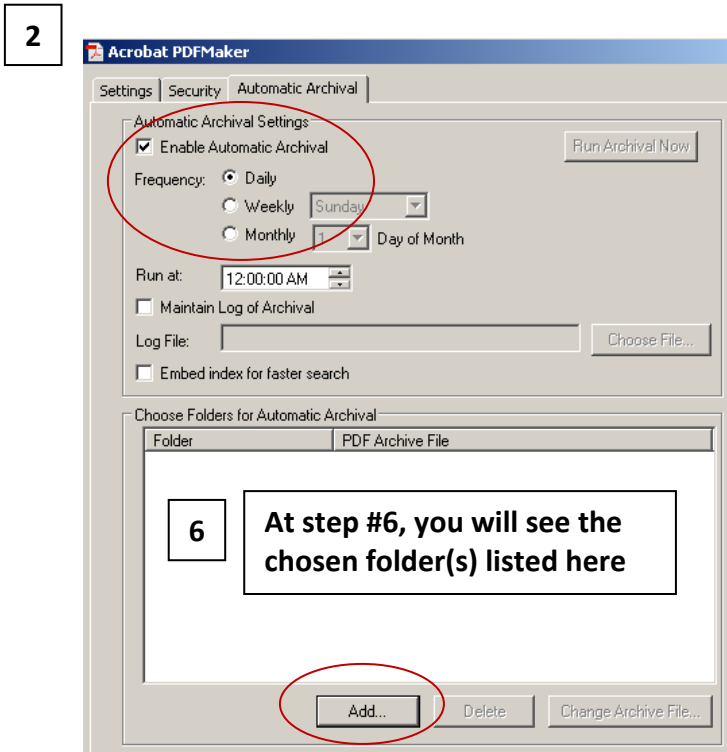 2
Acrobat PDFMaker
Settings Security Automatic Archival
Automatic Archival Settings
Enable Automatic Archival Run Archival Now
Frequency: Daily
Weekly Sunday
Monthly 1 Day of Month
Run at: 12:00:00 AM
Maintain Log of Archival
Log File: Choose File...
Embed index for faster search
Choose Folders for Automatic Archival
Folder PDF Archive File
6
At step #6, you will see the
chosen folder(s) listed here
Add... Delete Change Archive File...